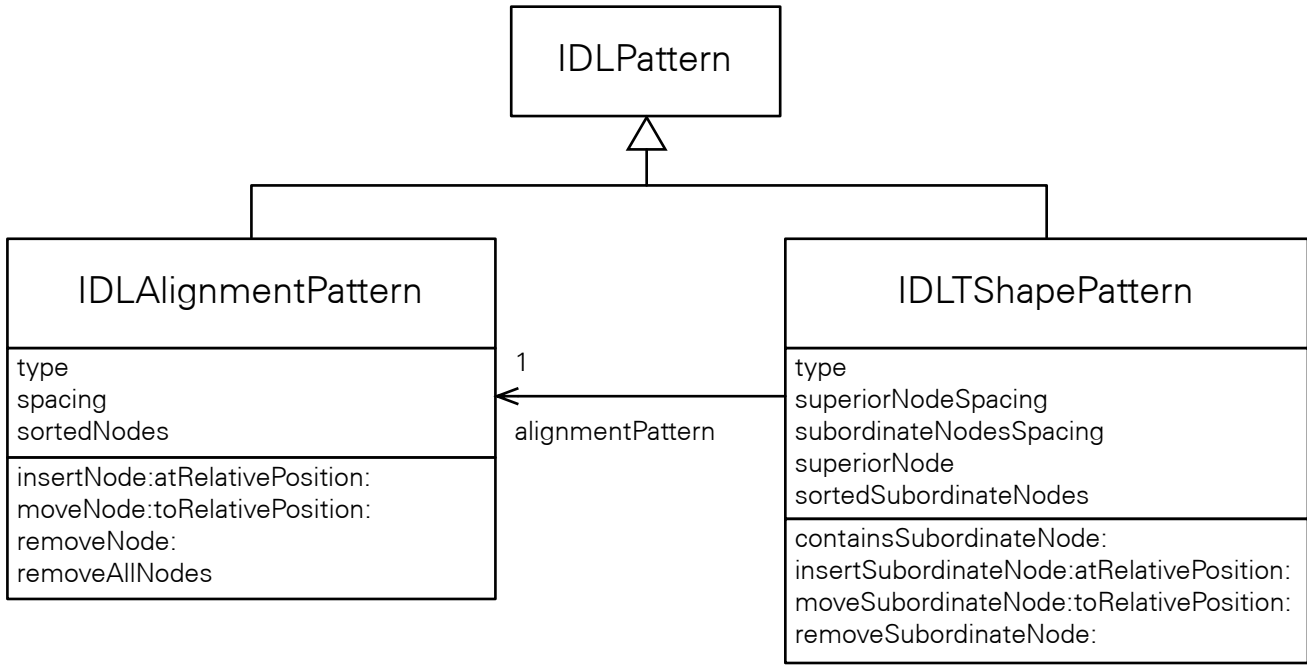 IDLPattern
IDLAlignmentPattern
type
spacing
sortedNodes
insertNode:atRelativePosition:
moveNode:toRelativePosition:
removeNode:
removeAllNodes
1
alignmentPattern
IDLTShapePattern
type
superiorNodeSpacing
subordinateNodesSpacing
superiorNode
sortedSubordinateNodes
containsSubordinateNode:
insertSubordinateNode:atRelativePosition:
moveSubordinateNode:toRelativePosition:
removeSubordinateNode: